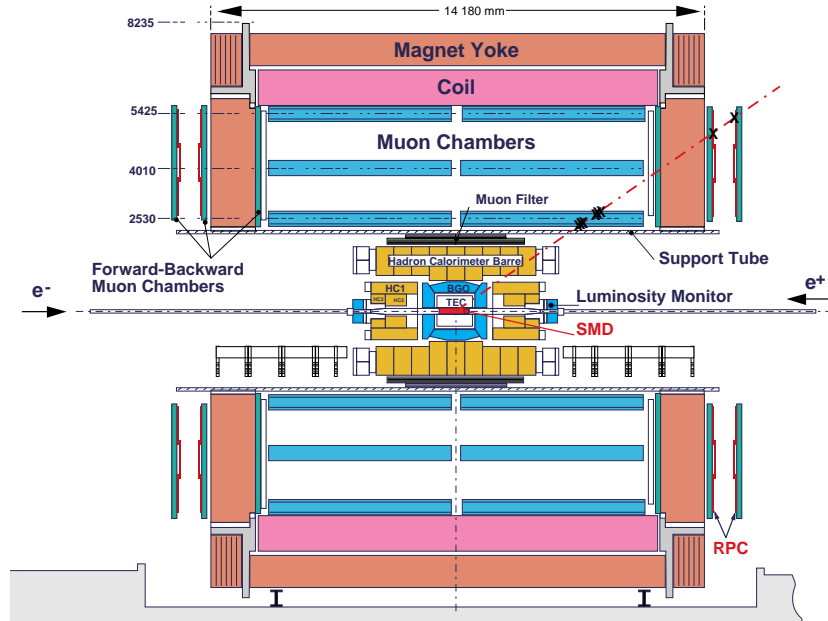 14 180 mm
8235
Magnet Yoke
Coil
5425
Muon Chambers
4010
Muon Filter
2530
Support Tube
Hadron Calorimeter Barrel
Forward-Backward
Muon Chambers
HC1
BGO
HC3
HC2
Luminosity Monitor
e-
e+
TEC
SMD
RPC